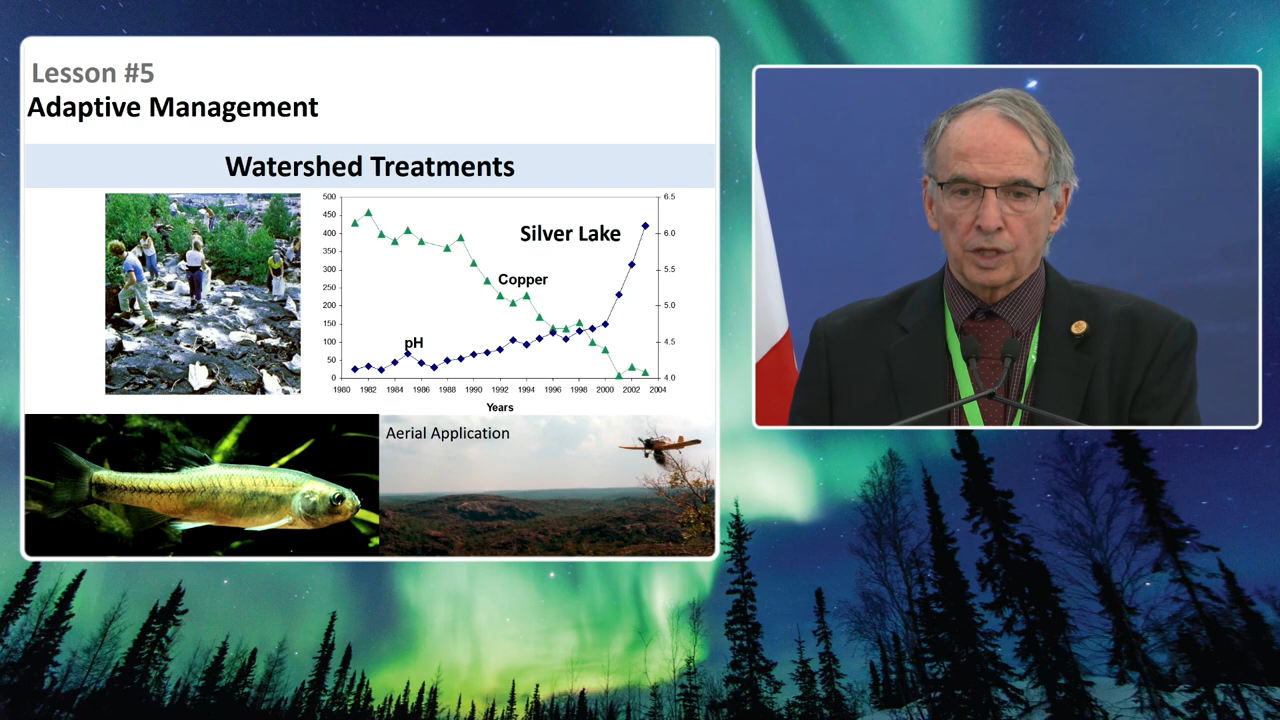 Lesson #5
Adaptive Management
Watershed Treatments
500
450
400
350
300
250
200
150
100
50
0
6.5
6.0
5.5
5.0
4.5
4.0
Silver Lake
Copper
pH
1980 1982 1984 1986 1988 1990 1992 1994 1996 1998 2000 2002 2004
Years
Aerial Application